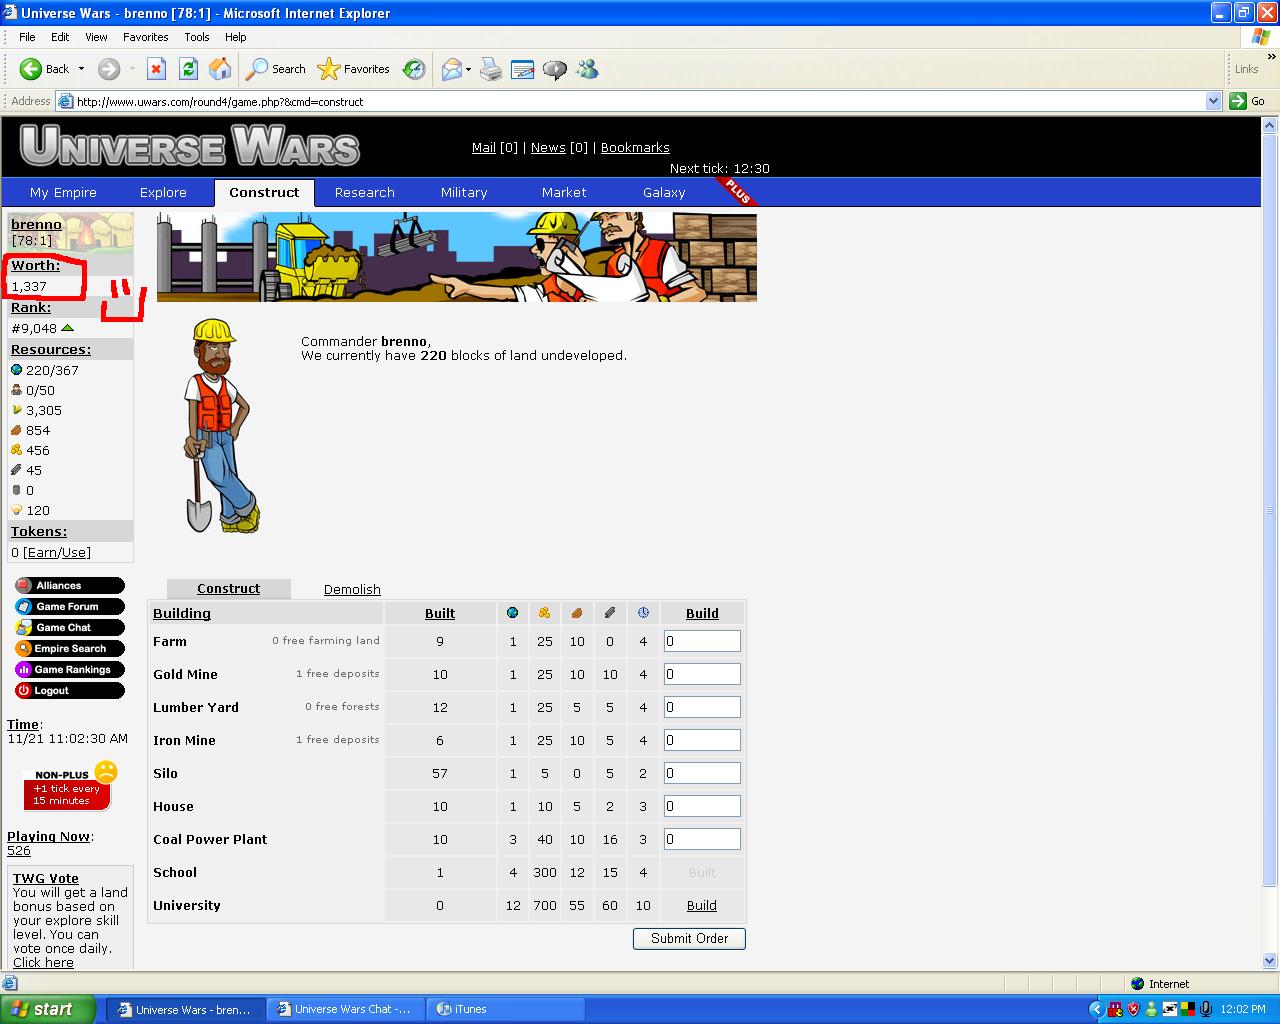 Universe Wars - brenno [78:1] - Microsoft Internet Explorer
File Edit View Favorites Tools Help
Back Search Favorites Links
Address http://www.uwars.com/round4/game.php?&cmd=construct Go
UNIVERSE WARS
Mail [0] | News [0] | Bookmarks
Next tick: 12:30
My Empire Explore Construct Research Military Market Galaxy PLUS
brenno
[78:1]
Worth:
1,337
Rank:
#9,048
Resources:
220/367
0/50
3,305
854
456
45
0
120
Tokens:
0 [Earn/Use]
Alliances
Game Forum
Game Chat
Empire Search
Game Rankings
Logout
Time:
11/21 11:02:30 AM
NON-PLUS
+1 tick every
15 minutes
Playing Now:
526
TWG Vote
You will get a land
bonus based on
your explore skill
level. You can
vote once daily.
Click here
Commander brenno,
We currently have 220 blocks of land undeveloped.
Construct Demolish
Building Built Build
Farm 0 free farming land 9 1 25 10 0 4 0
Gold Mine 1 free deposits 10 1 25 10 10 4 0
Lumber Yard 0 free forests 12 1 25 5 5 4 0
Iron Mine 1 free deposits 6 1 25 10 5 4 0
Silo 57 1 5 0 5 2 0
House 10 1 10 5 2 3 0
Coal Power Plant 10 3 40 10 16 3 0
School 1 4 300 12 15 4 Built
University 0 12 700 55 60 10 Build
Submit Order
Internet
start Universe Wars - bren... Universe Wars Chat -... iTunes 12:02 PM